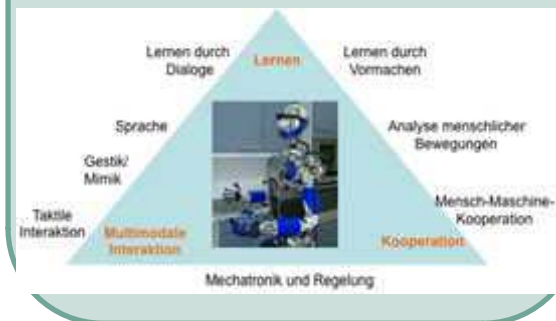 Lernen durch
Dialoge
Lernen
Lernen durch
Vormachen
Sprache
Analyse menschlicher
Bewegungen
Gestik/
Mimik
Taktile
Interaktion
Multimodale
Interaktion
Mensch-Maschine-
Kooperation
Kooperation
Mechatronik und Regelung